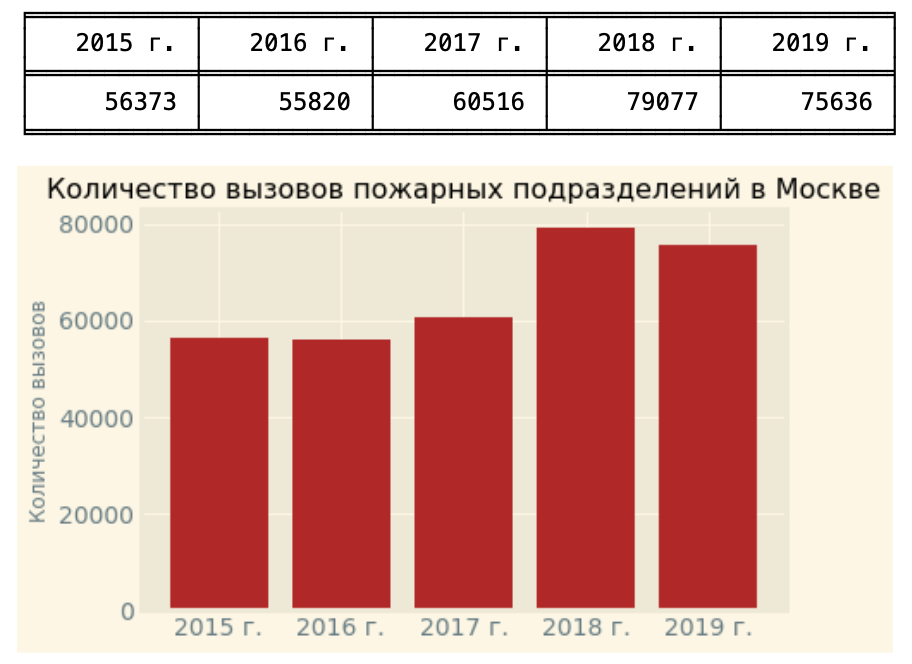 2015 г. 2016 г. 2017 г. 2018 г. 2019 г.
56373 55820 60516 79077 75636
Количество вызовов пожарных подразделений в Москве
Количество вызовов
80000
60000
40000
20000
0
2015 г. 2016 г. 2017 г. 2018 г. 2019 г.